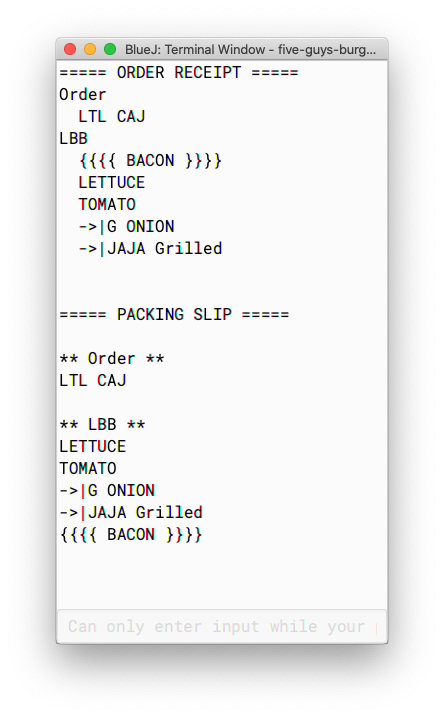 BlueJ: Terminal Window - five-guys-burg...
===== ORDER RECEIPT =====
Order
  LTL CAJ
LBB
  {{{{ BACON }}}}
  LETTUCE
  TOMATO
  ->|G ONION
  ->|JAJA Grilled
===== PACKING SLIP =====
** Order **
LTL CAJ
** LBB **
LETTUCE
TOMATO
->|G ONION
->|JAJA Grilled
{{{{ BACON }}}}
Can only enter input while your